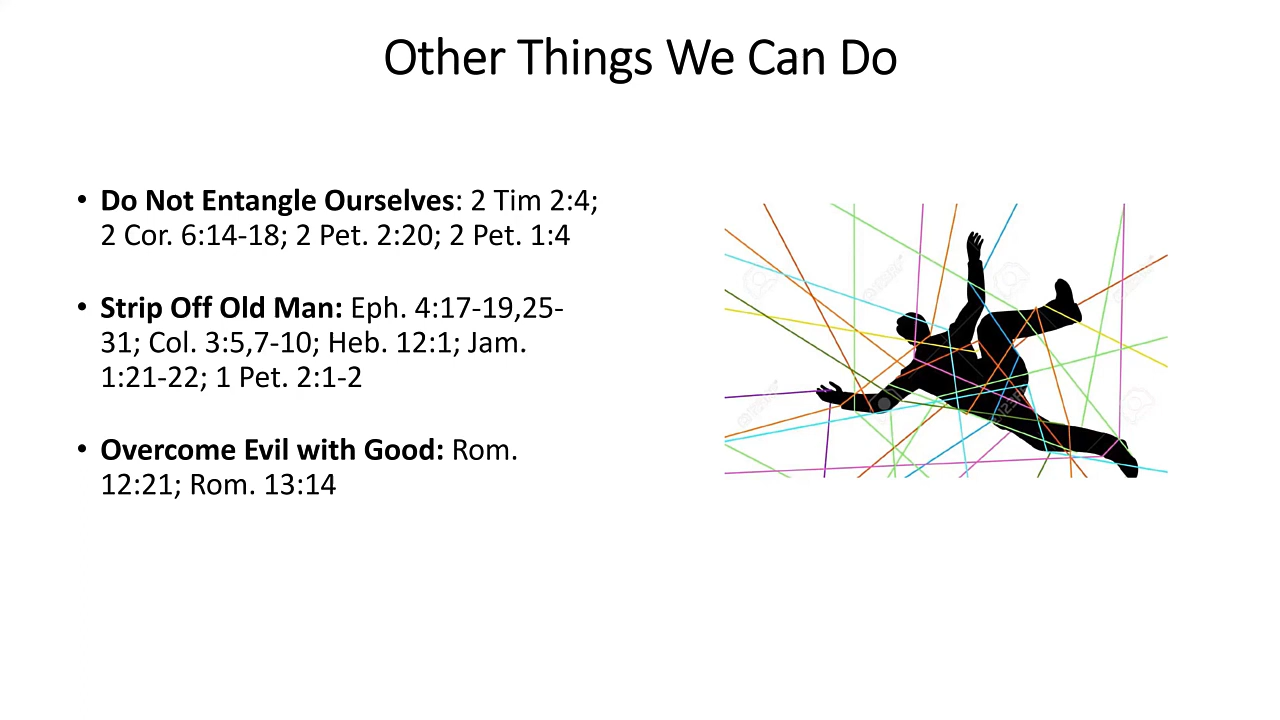 Other Things We Can Do
• Do Not Entangle Ourselves: 2 Tim 2:4;
2 Cor. 6:14-18; 2 Pet. 2:20; 2 Pet. 1:4
• Strip Off Old Man: Eph. 4:17-19,25-
31; Col. 3:5,7-10; Heb. 12:1; Jam.
1:21-22; 1 Pet. 2:1-2
• Overcome Evil with Good: Rom.
12:21; Rom. 13:14